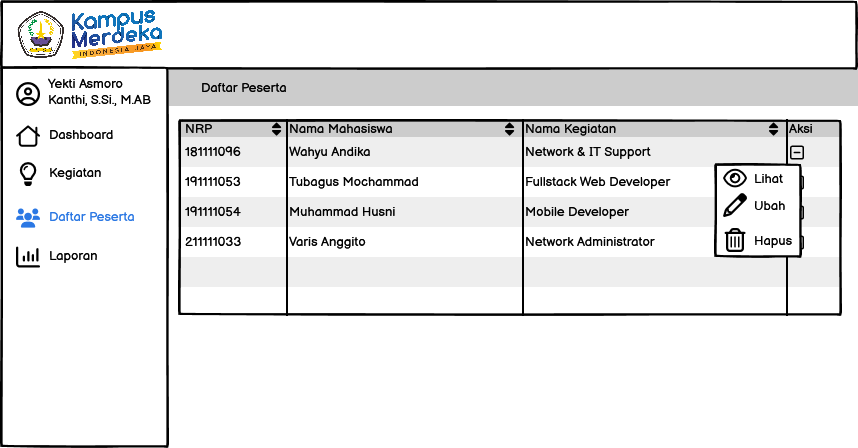 Kampus
Merdeka
INDONESIA JAYA
Yekti Asmoro
Kanthi, S.Si., M.AB
Dashboard
Kegiatan
Daftar Peserta
Laporan
Daftar Peserta
NRP Nama Mahasiswa Nama Kegiatan Aksi
181111096 Wahyu Andika Network & IT Support
191111053 Tubagus Mochammad Fullstack Web Developer
191111054 Muhammad Husni Mobile Developer
211111033 Varis Anggito Network Administrator
Lihat
Ubah
Hapus